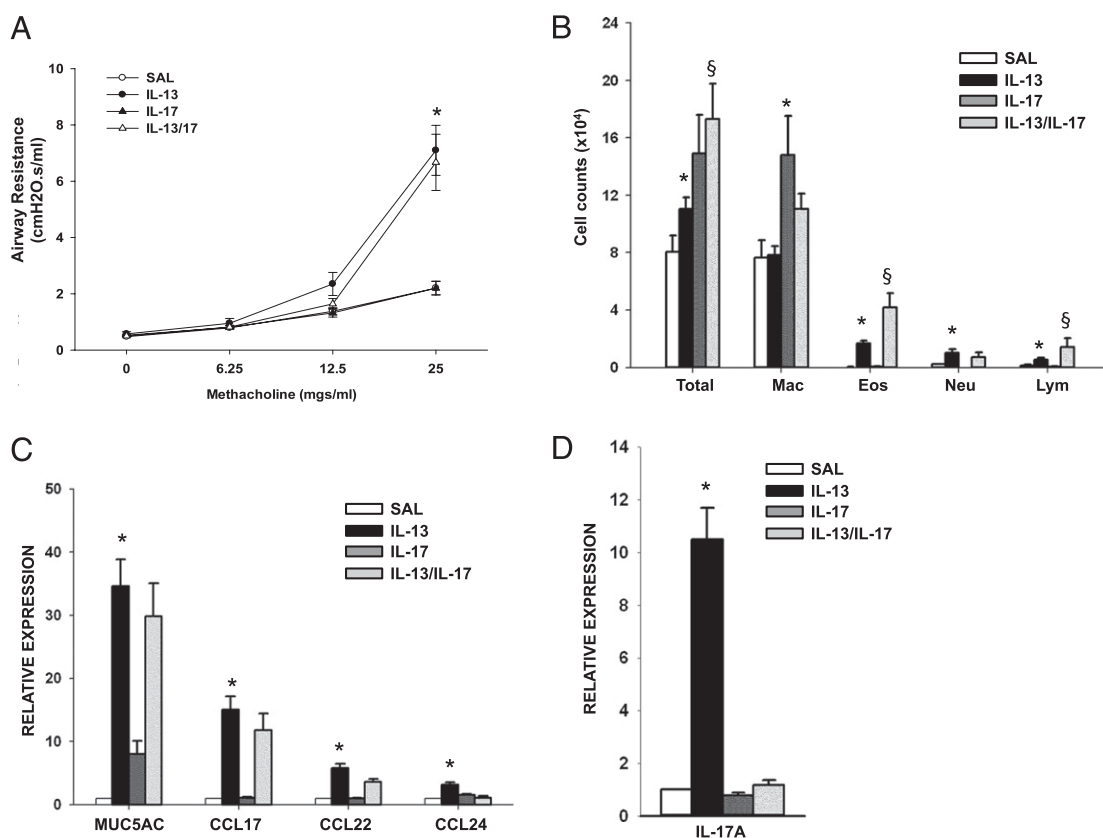 A
Airway Resistance
(cmH2O.s/ml)
10
8
6
4
2
0
SAL
IL-13
IL-17
IL-13/17
*
0
6.25
12.5
25
Methacholine (mgs/ml)
B
Cell counts (x10⁴)
24
20
16
12
8
4
0
SAL
IL-13
IL-17
IL-13/IL-17
*
§
*
*
§
*
*
§
Total
Mac
Eos
Neu
Lym
C
RELATIVE EXPRESSION
50
40
30
20
10
0
SAL
IL-13
IL-17
IL-13/IL-17
*
*
*
*
MUC5AC
CCL17
CCL22
CCL24
D
RELATIVE EXPRESSION
14
12
10
8
6
4
2
0
SAL
IL-13
IL-17
IL-13/IL-17
*
IL-17A